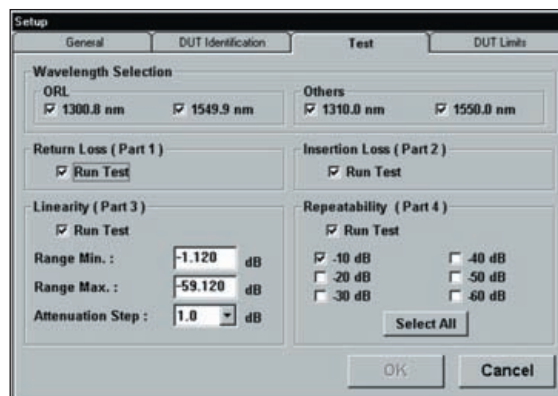 Setup
General DUT Identification Test DUT Limits
Wavelength Selection
ORL
1300.8 nm 1549.9 nm
Others
1310.0 nm 1550.0 nm
Return Loss ( Part 1 )
Run Test
Insertion Loss ( Part 2 )
Run Test
Linearity ( Part 3 )
Run Test
Range Min. : -1.120 dB
Range Max. : -59.120 dB
Attenuation Step : 1.0 dB
Repeatability ( Part 4 )
Run Test
-10 dB -40 dB
-20 dB -50 dB
-30 dB -60 dB
Select All
OK Cancel